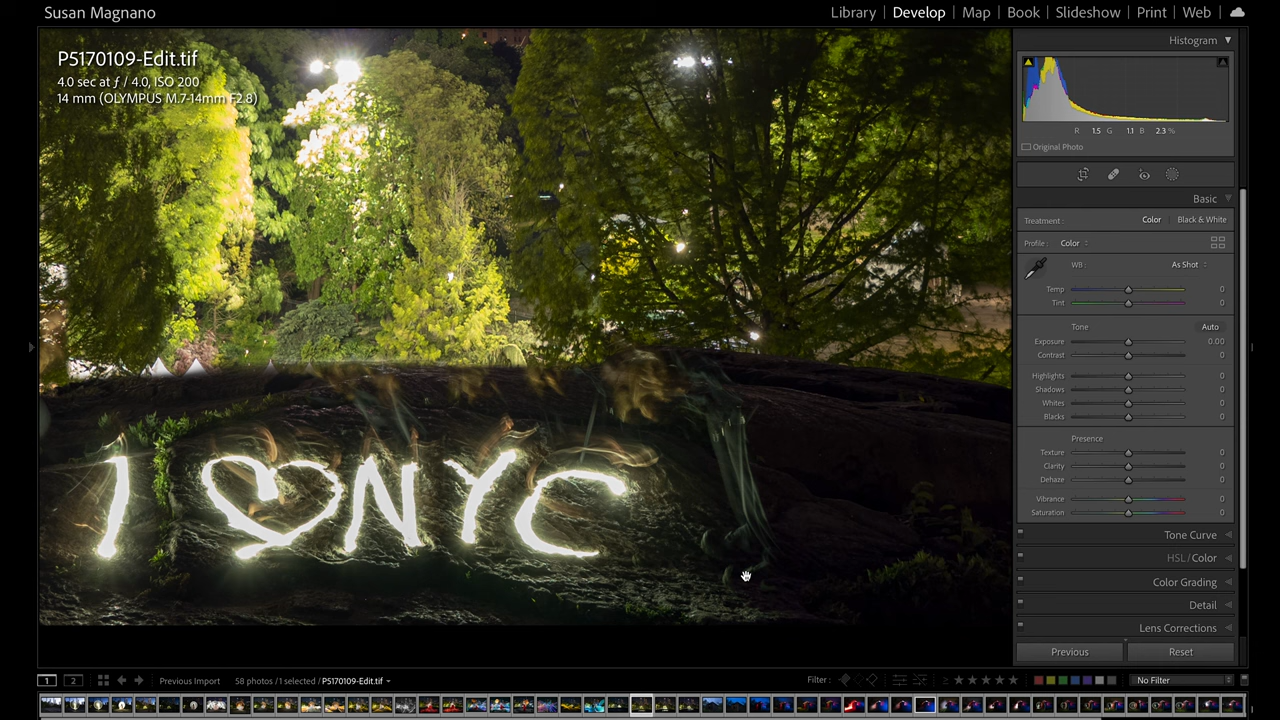 Susan Magnano
Library | Develop | Map | Book | Slideshow | Print | Web
Histogram
P5170109-Edit.tif
4.0 sec at ƒ / 4.0, ISO 200
14 mm (OLYMPUS M.7-14mm F2.8)
R 1.5 G 1.1 B 2.3 %
Original Photo
Basic
Treatment : Color | Black & White
Profile : Color
WB : As Shot
Temp 0
Tint 0
Tone Auto
Exposure 0.00
Contrast 0
Highlights 0
Shadows 0
Whites 0
Blacks 0
Presence
Texture 0
Clarity 0
Dehaze 0
Vibrance 0
Saturation 0
I ♡ NYC
Tone Curve
HSL / Color
Color Grading
Detail
Lens Corrections
Previous Reset
1 2 Previous Import 58 photos / 1 selected / P5170109-Edit.tif Filter : ≥ ★★★★★ No Filter